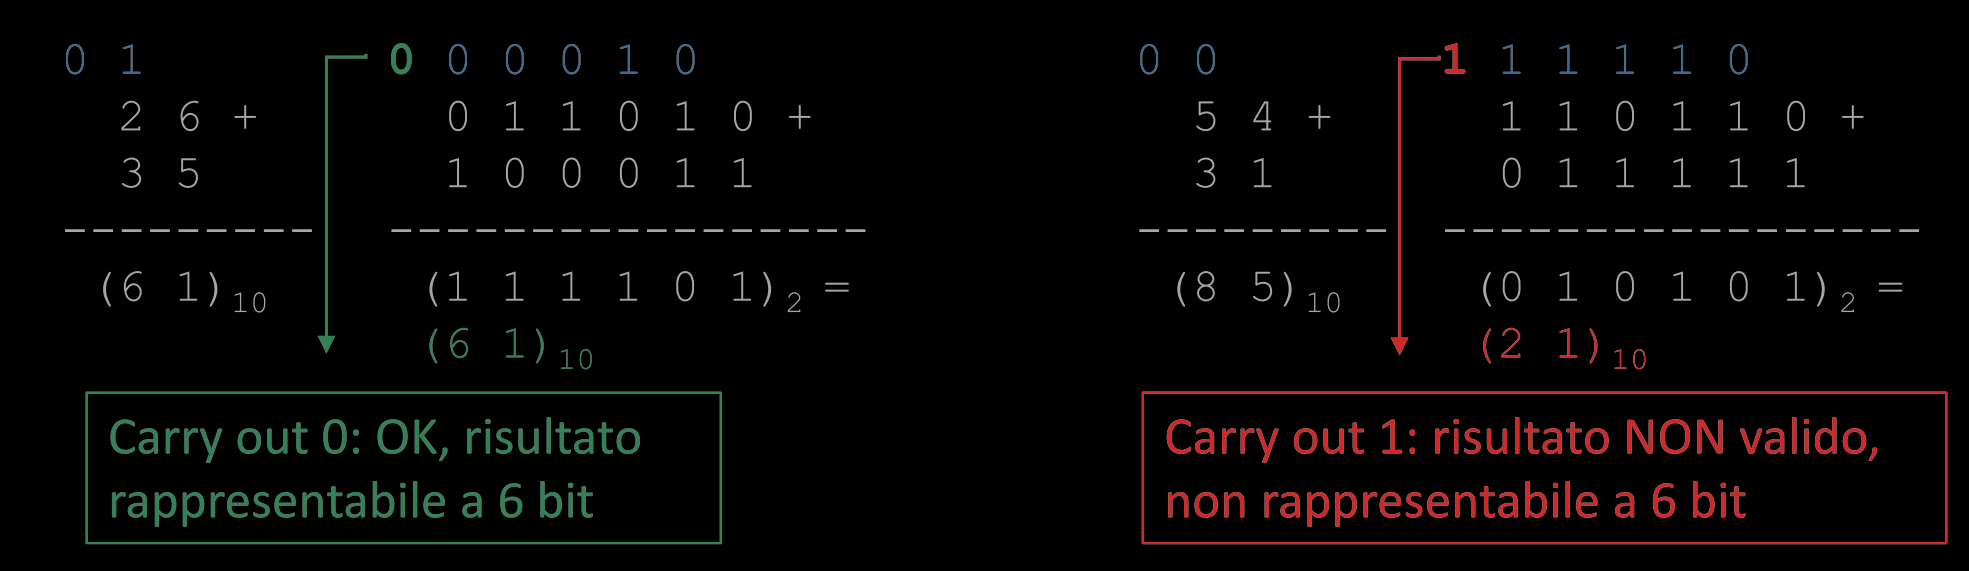 0 1
2 6 +
3 5
---------
(6 1)10
0 0 0 0 1 0
0 1 1 0 1 0 +
1 0 0 0 1 1
-----------------
(1 1 1 1 0 1)2 =
(6 1)10
Carry out 0: OK, risultato
rappresentabile a 6 bit
0 0
5 4 +
3 1
---------
(8 5)10
1 1 1 1 1 0
1 1 0 1 1 0 +
0 1 1 1 1 1
-----------------
(0 1 0 1 0 1)2 =
(2 1)10
Carry out 1: risultato NON valido,
non rappresentabile a 6 bit